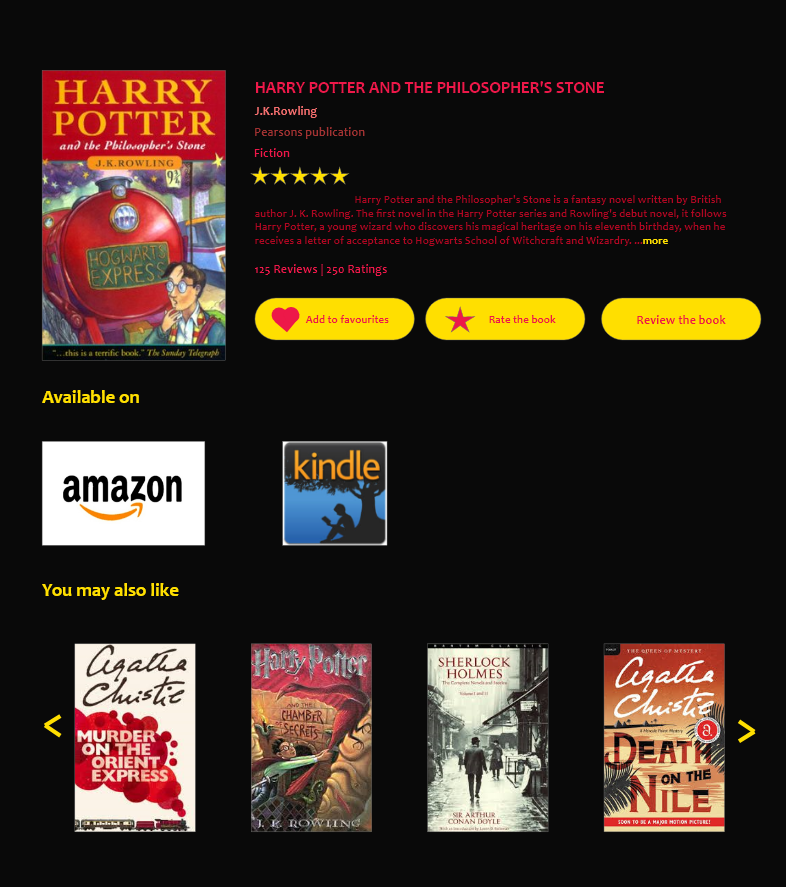 HARRY
POTTER
and the Philosopher's Stone
J.K.ROWLING
9¾
HOGWARTS
EXPRESS
"...this is a terrific book." The Sunday Telegraph
HARRY POTTER AND THE PHILOSOPHER'S STONE
J.K.Rowling
Pearsons publication
Fiction
Harry Potter and the Philosopher's Stone is a fantasy novel written by British
author J. K. Rowling. The first novel in the Harry Potter series and Rowling's debut novel, it follows
Harry Potter, a young wizard who discovers his magical heritage on his eleventh birthday, when he
receives a letter of acceptance to Hogwarts School of Witchcraft and Wizardry. ...more
125 Reviews | 250 Ratings
Add to favourites
Rate the book
Review the book
Available on
amazon
kindle
You may also like
<
Agatha
Christie
MURDER
ON THE
ORIENT
EXPRESS
Harry Potter
AND THE
CHAMBER
OF
SECRETS
J. K. ROWLING
BANTAM CLASSIC
SHERLOCK
HOLMES
The Complete Novels and Stories
Volume I and II
SIR ARTHUR
CONAN DOYLE
THE QUEEN OF MYSTERY
Agatha
Christie
A Hercule Poirot Mystery
a
DEATH
ON THE
NILE
SOON TO BE A MAJOR MOTION PICTURE!
>